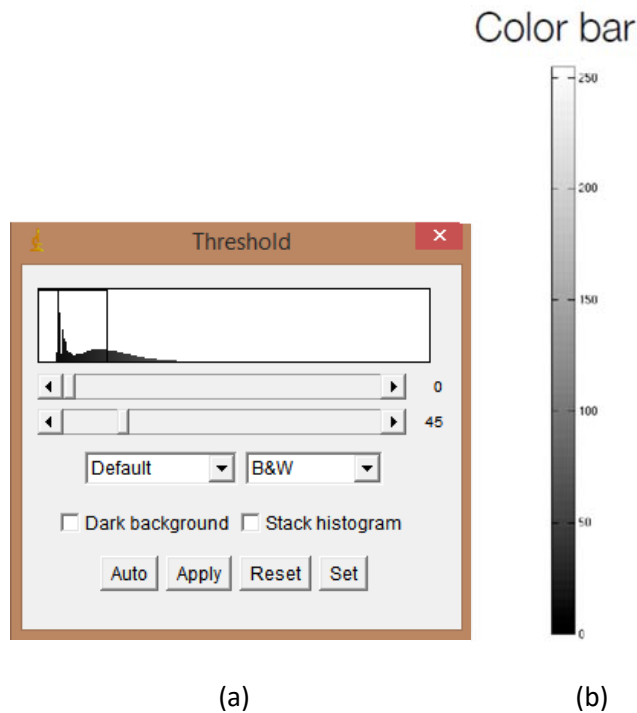 Color bar
250
200
150
100
50
0
Threshold
0
45
Default B&W
Dark background Stack histogram
Auto Apply Reset Set
(a) (b)